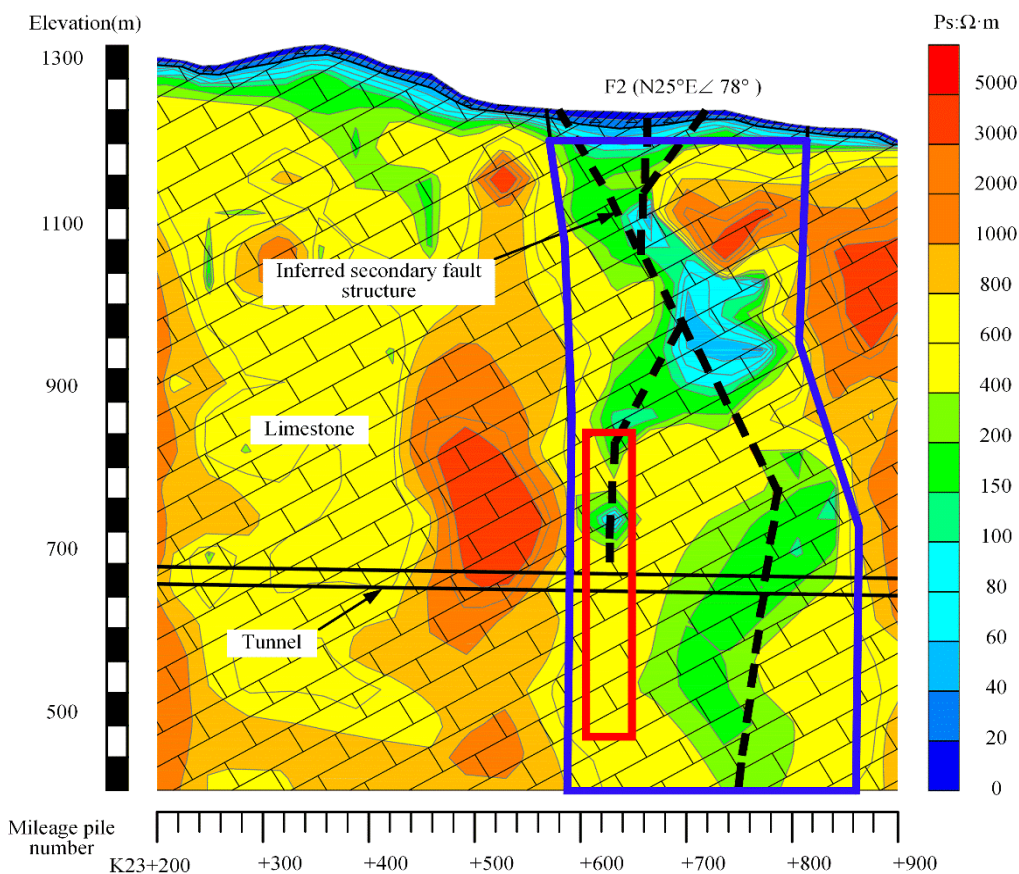 Elevation(m)
Ps:Ω·m
1300
1100
900
700
500
F2 (N25°E∠ 78° )
Inferred secondary fault
structure
Limestone
Tunnel
5000
3000
2000
1000
800
600
400
200
150
100
80
60
40
20
0
Mileage pile
number
K23+200
+300
+400
+500
+600
+700
+800
+900